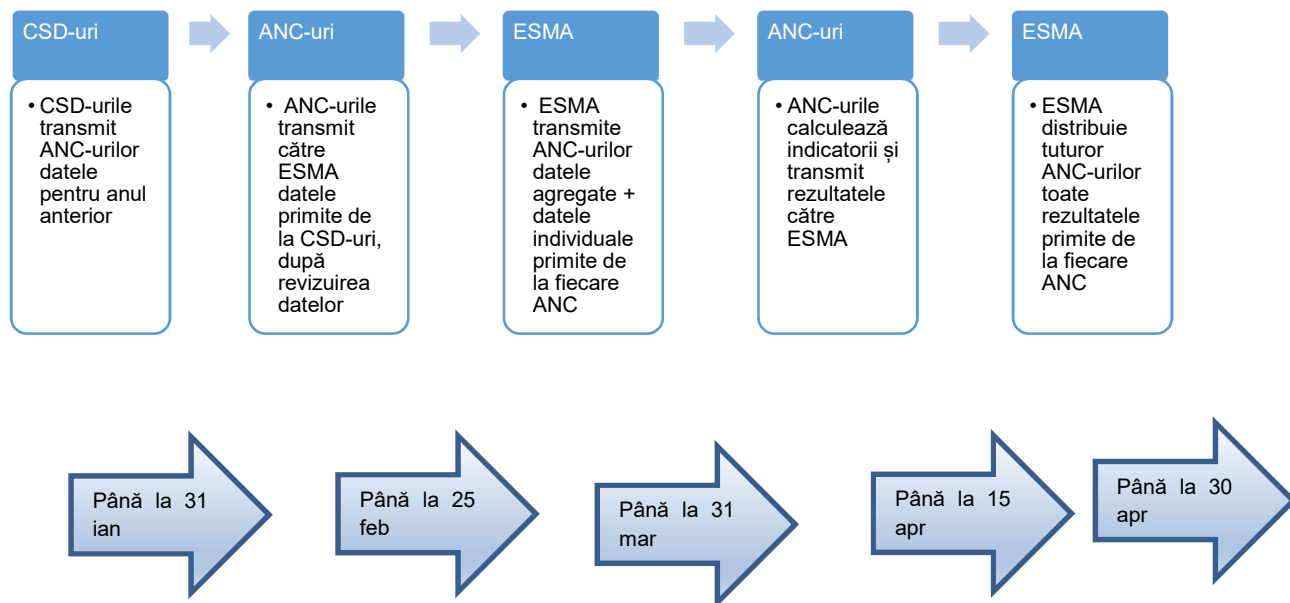 CSD-uri
• CSD-urile
transmit
ANC-urilor
datele
pentru anul
anterior
ANC-uri
• ANC-urile
transmit
către
ESMA
datele
primite de
la CSD-uri,
după
revizuirea
datelor
ESMA
• ESMA
transmite
ANC-urilor
datele
agregate +
datele
individuale
primite de
la fiecare
ANC
ANC-uri
• ANC-urile
calculează
indicatorii și
transmit
rezultatele
către
ESMA
ESMA
• ESMA
distribuie
tuturor
ANC-urilor
toate
rezultatele
primite de
la fiecare
ANC
Până la 31
ian
Până la 25
feb
Până la 31
mar
Până la 15
apr
Până la 30
apr